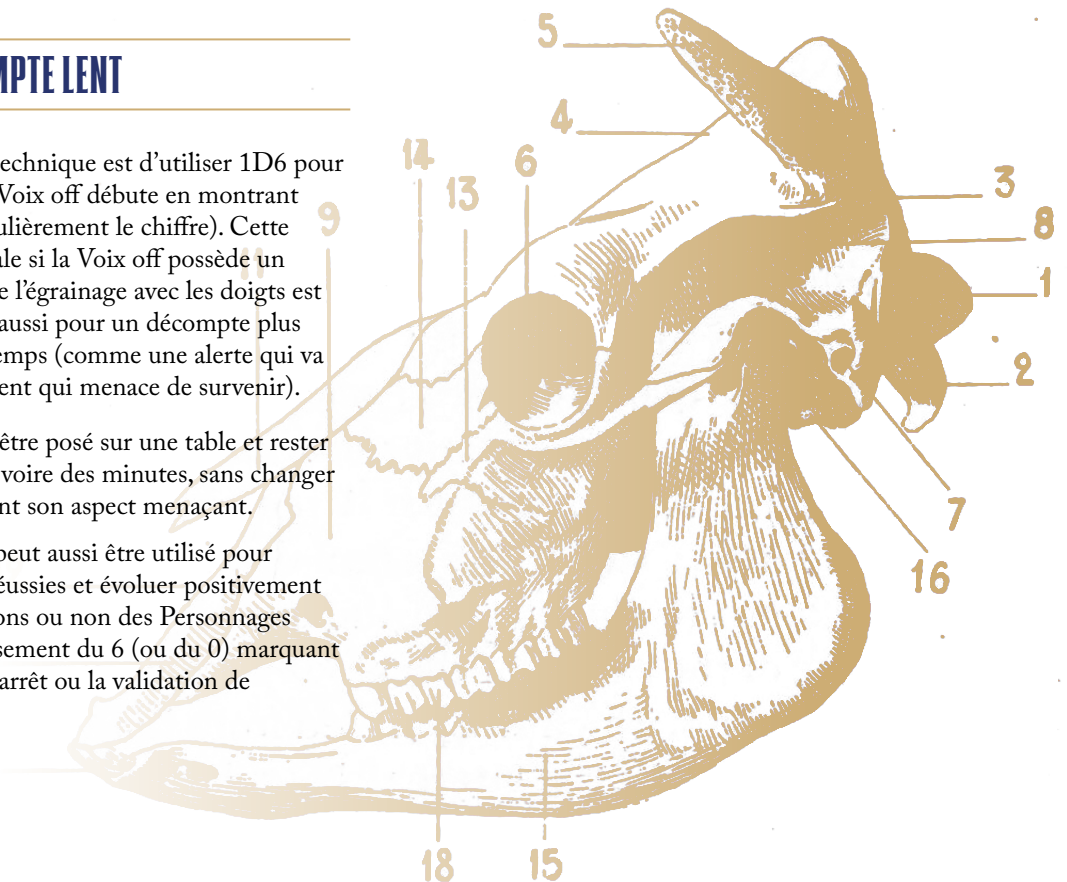 MPTE LENT
echnique est d’utiliser 1D6 pour
Voix off débute en montrant
ulièrement le chiffre). Cette
ale si la Voix off possède un
e l’égrainage avec les doigts est
aussi pour un décompte plus
emps (comme une alerte qui va
ent qui menace de survenir).
être posé sur une table et rester
voire des minutes, sans changer
nt son aspect menaçant.
peut aussi être utilisé pour
éussies et évoluer positivement
ons ou non des Personnages
sement du 6 (ou du 0) marquant
arrêt ou la validation de
5
4
14
6
13
3
9
8
11
1
2
7
16
18
15